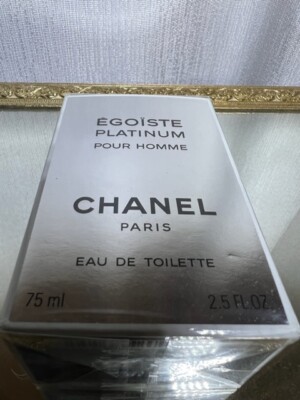 ÉGOÏSTE
PLATINUM
POUR HOMME
CHANEL
PARIS
EAU DE TOILETTE
75 ml 2.5 FL.OZ.